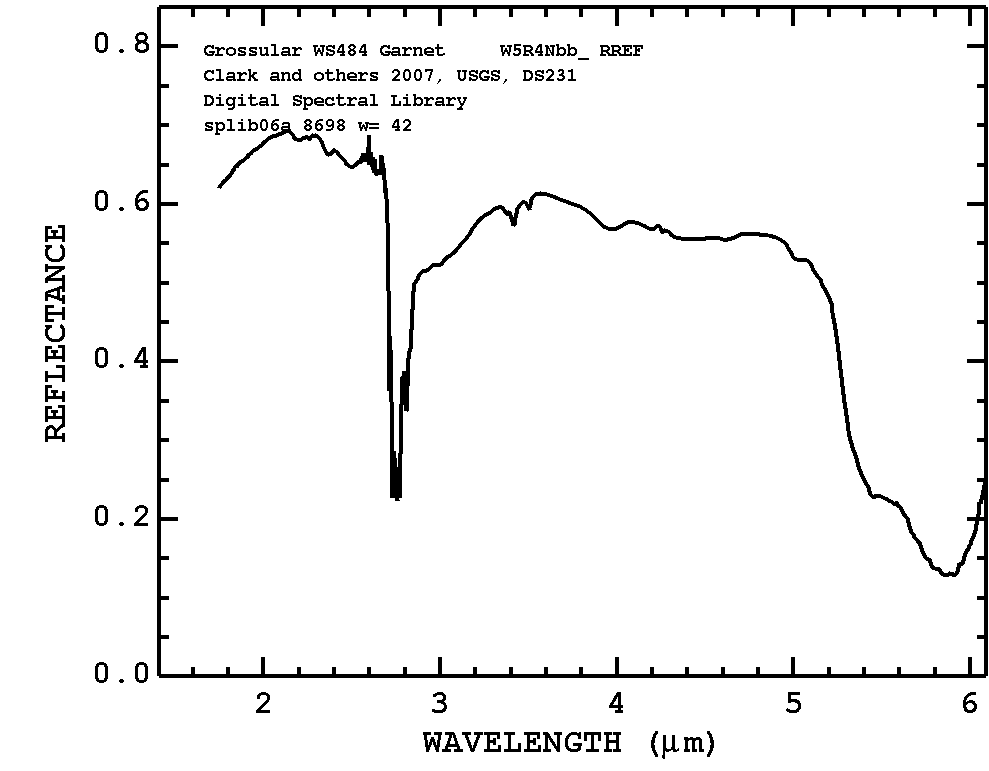 Grossular WS484 Garnet W5R4Nbb_ RREF
Clark and others 2007, USGS, DS231
Digital Spectral Library
splib06a 8698 w= 42
0.8
0.6
0.4
0.2
0.0
REFLECTANCE
2 3 4 5 6
WAVELENGTH (μm)